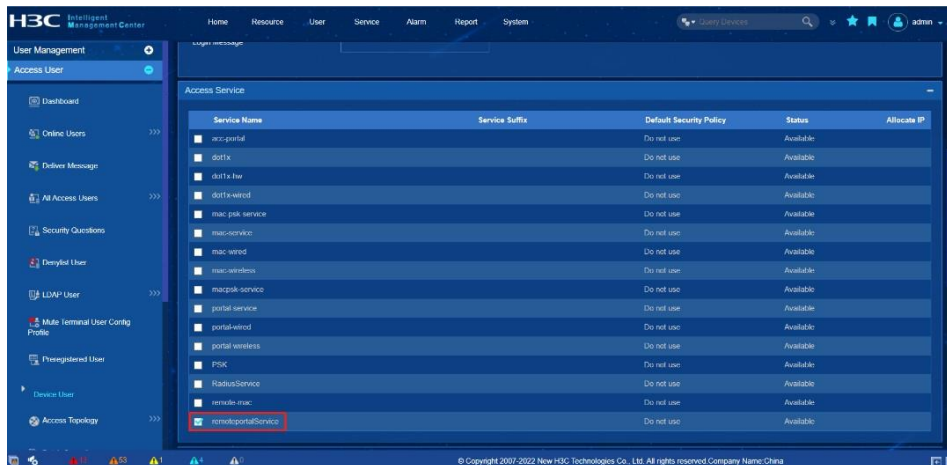 H3C Intelligent Management Center
Home Resource User Service Alarm Report System Query Devices admin
User Management
Access User
Login Message
Dashboard
Online Users >>>
Deliver Message
All Access Users >>>
Security Questions
Denylist User
LDAP User >>>
Mute Terminal User Config Profile
Preregistered User
Device User
Access Topology >>>
Access Service
Service Name Service Suffix Default Security Policy Status Allocate IP
acc-portal Do not use Available
dot1x Do not use Available
dot1x-hw Do not use Available
dot1x-wired Do not use Available
mac psk service Do not use Available
mac-service Do not use Available
mac-wired Do not use Available
mac-wireless Do not use Available
macpsk-service Do not use Available
portal-service Do not use Available
portal-wired Do not use Available
portal-wireless Do not use Available
PSK Do not use Available
RadiusService Do not use Available
remote-mac Do not use Available
remoteportalService Do not use Available
53 1 4 0
© Copyright 2007-2022 New H3C Technologies Co., Ltd. All rights reserved.Company Name:China